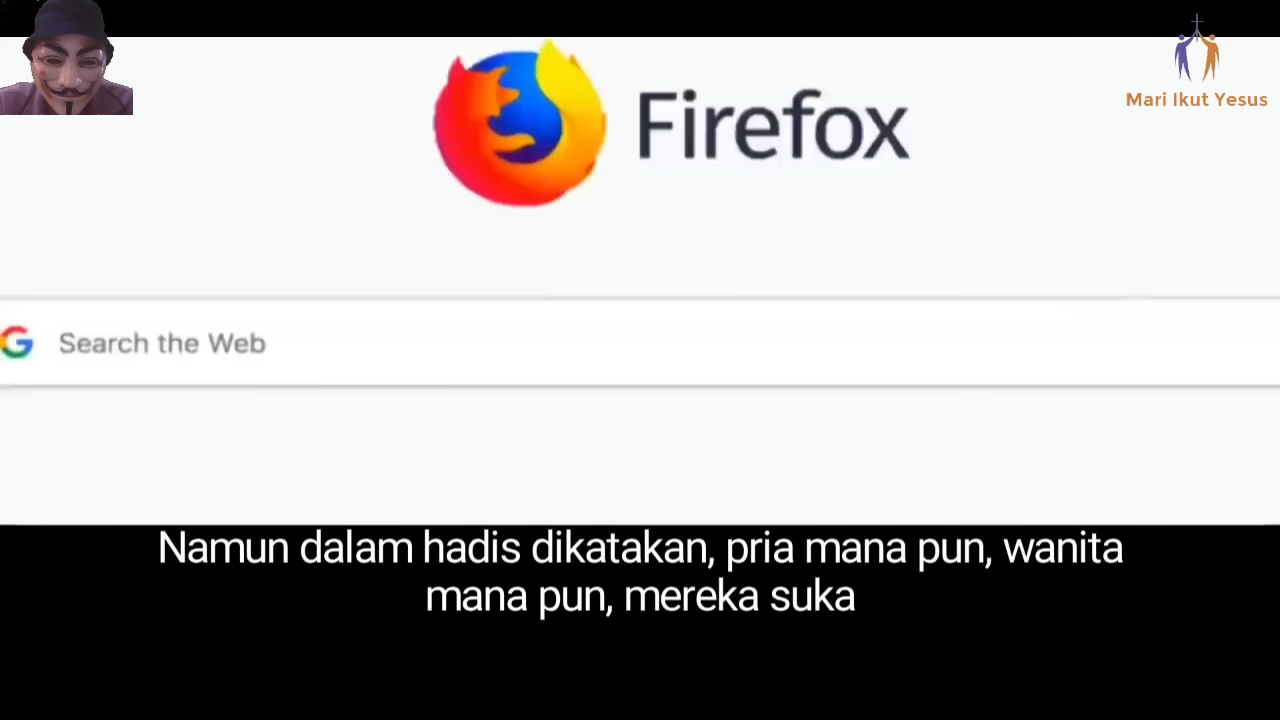 Firefox
Mari Ikut Yesus
Search the Web
Namun dalam hadis dikatakan, pria mana pun, wanita
mana pun, mereka suka